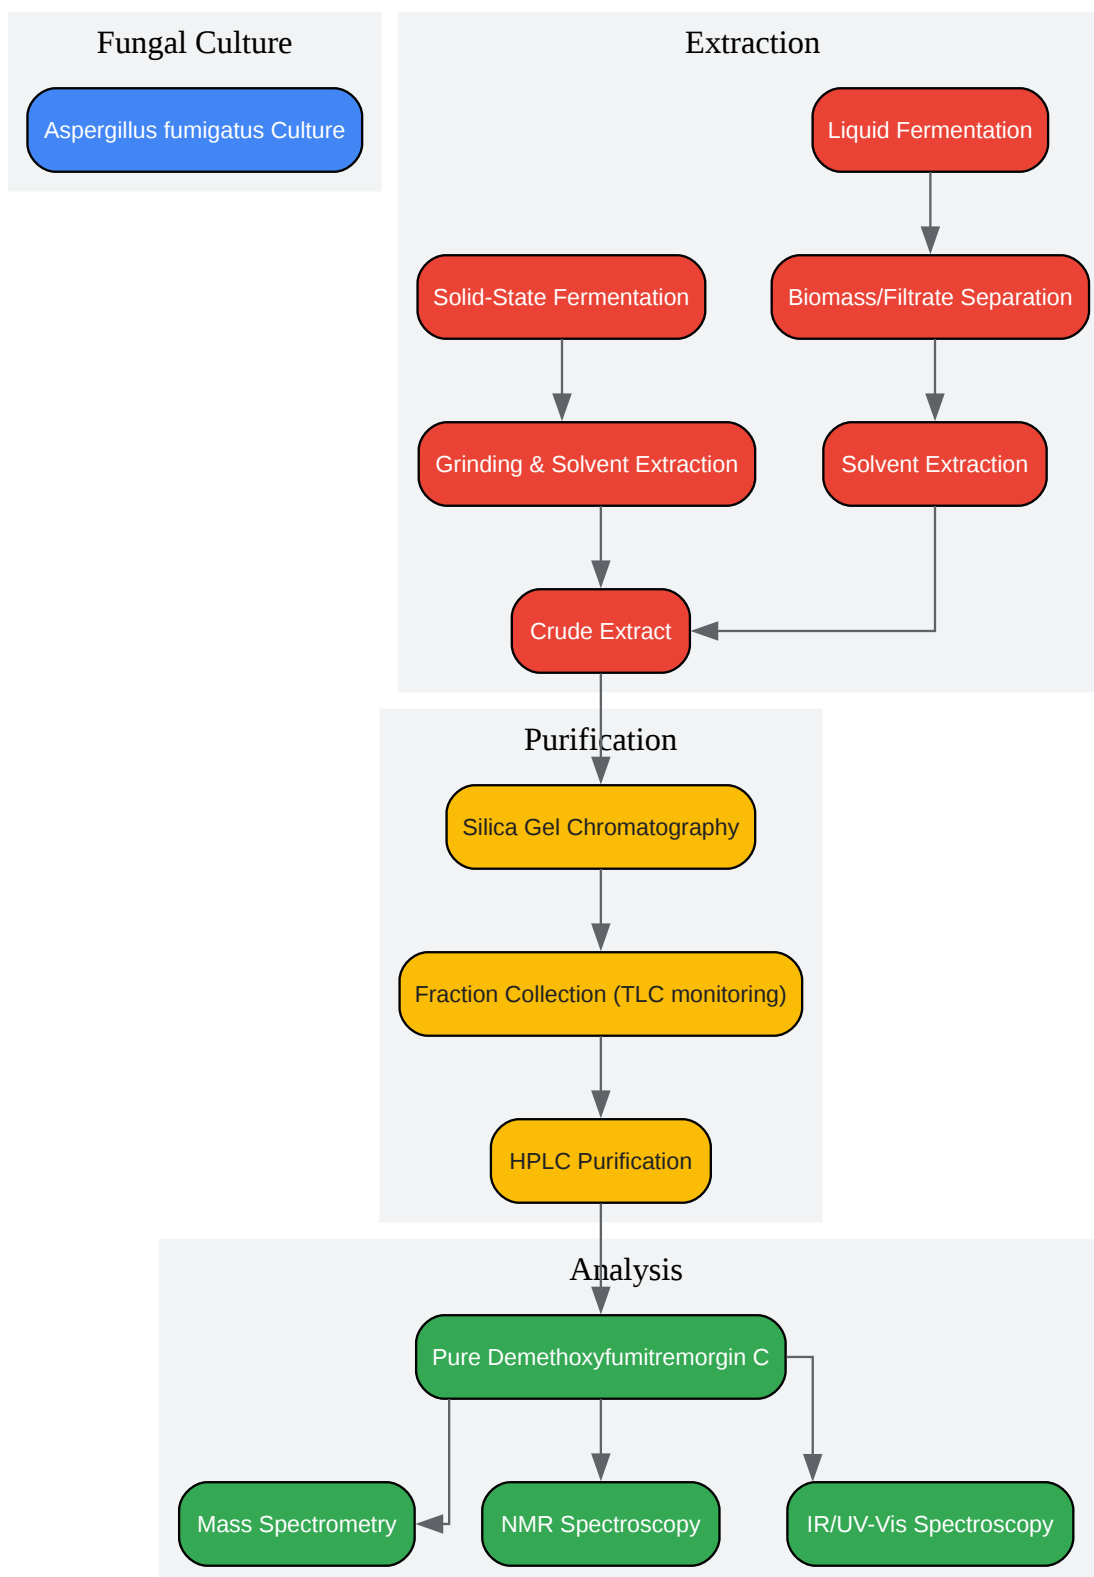 Fungal Culture
Aspergillus fumigatus Culture
Extraction
Liquid Fermentation
Solid-State Fermentation
Biomass/Filtrate Separation
Grinding & Solvent Extraction
Solvent Extraction
Crude Extract
Purification
Silica Gel Chromatography
Fraction Collection (TLC monitoring)
HPLC Purification
Analysis
Pure Demethoxyfumitremorgin C
Mass Spectrometry
NMR Spectroscopy
IR/UV-Vis Spectroscopy